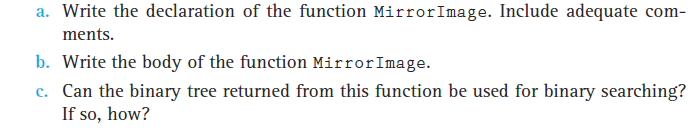 a. Write the declaration of the function MirrorImage. Include adequate com-
ments.
b. Write the body of the function MirrorImage.
c. Can the binary tree returned from this function be used for binary searching?
If so, how?